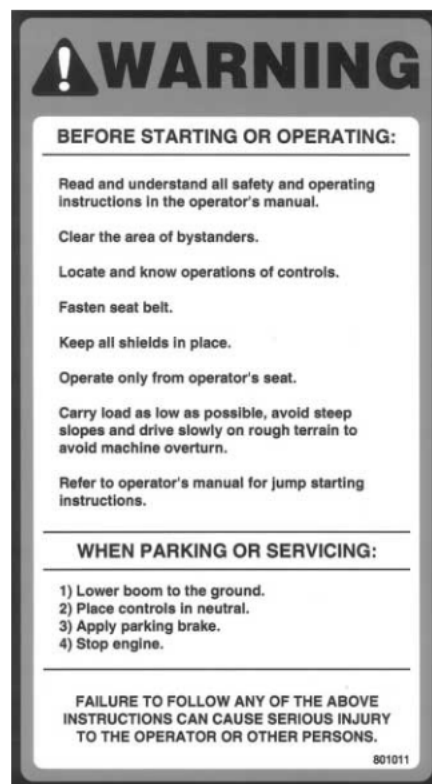 WARNING
BEFORE STARTING OR OPERATING:
Read and understand all safety and operating
instructions in the operator's manual.
Clear the area of bystanders.
Locate and know operations of controls.
Fasten seat belt.
Keep all shields in place.
Operate only from operator's seat.
Carry load as low as possible, avoid steep
slopes and drive slowly on rough terrain to
avoid machine overturn.
Refer to operator's manual for jump starting
instructions.
WHEN PARKING OR SERVICING:
1) Lower boom to the ground.
2) Place controls in neutral.
3) Apply parking brake.
4) Stop engine.
FAILURE TO FOLLOW ANY OF THE ABOVE
INSTRUCTIONS CAN CAUSE SERIOUS INJURY
TO THE OPERATOR OR OTHER PERSONS.
801011